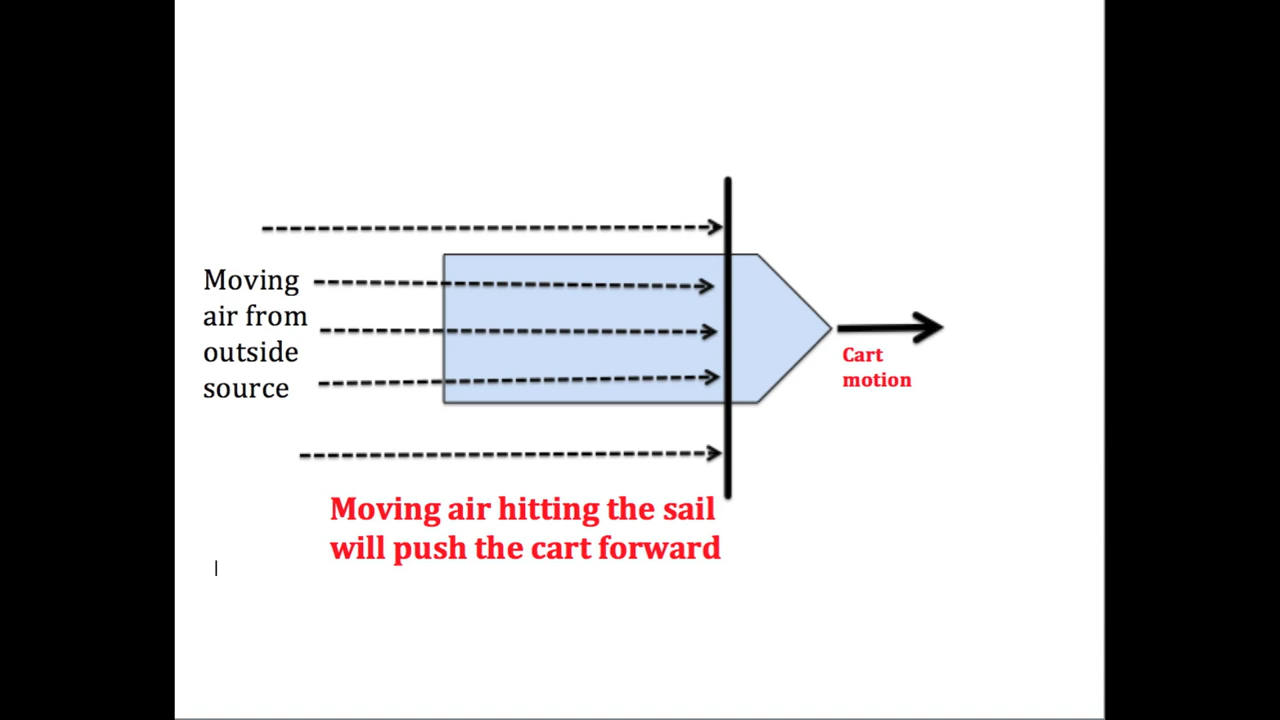 Moving
air from
outside
source
Cart
motion
Moving air hitting the sail
will push the cart forward